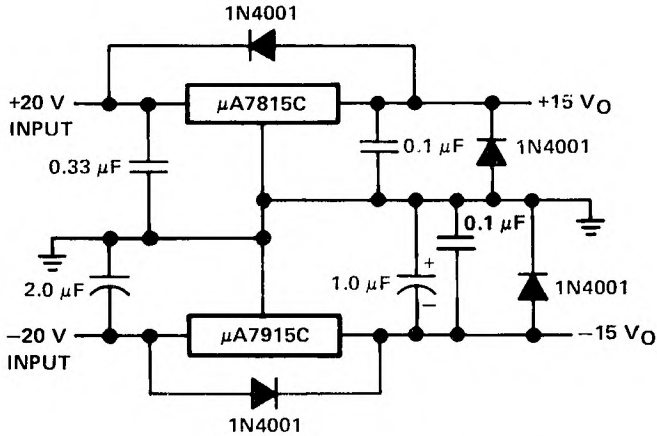 1N4001
+20 V
INPUT
μA7815C
+15 VO
0.33 μF
0.1 μF
1N4001
0.1 μF
2.0 μF
1.0 μF
+
−
1N4001
−20 V
INPUT
μA7915C
−15 VO
1N4001